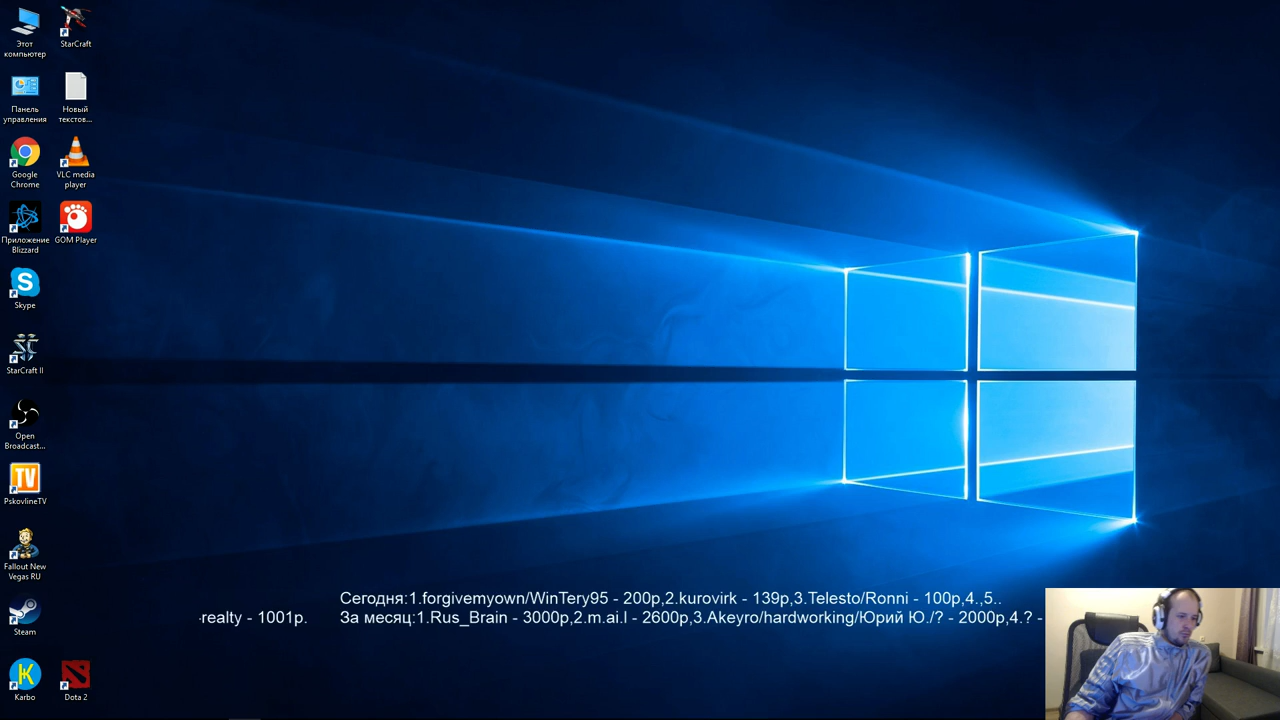 Этот
компьютер
StarCraft
Панель
управления
Новый
текстов...
Google
Chrome
VLC media
player
Приложение
Blizzard
GOM Player
Skype
StarCraft II
Open
Broadcast...
TV
PskovlineTV
Fallout New
Vegas RU
Steam
Karbo
Dota 2
Сегодня:1.forgivemyown/WinTery95 - 200р,2.kurovirk - 139р,3.Telesto/Ronni - 100р,4.,5..
realty - 1001р.
За месяц:1.Rus_Brain - 3000р,2.m.ai.l - 2600р,3.Akeyro/hardworking/Юрий Ю./? - 2000р,4.? -